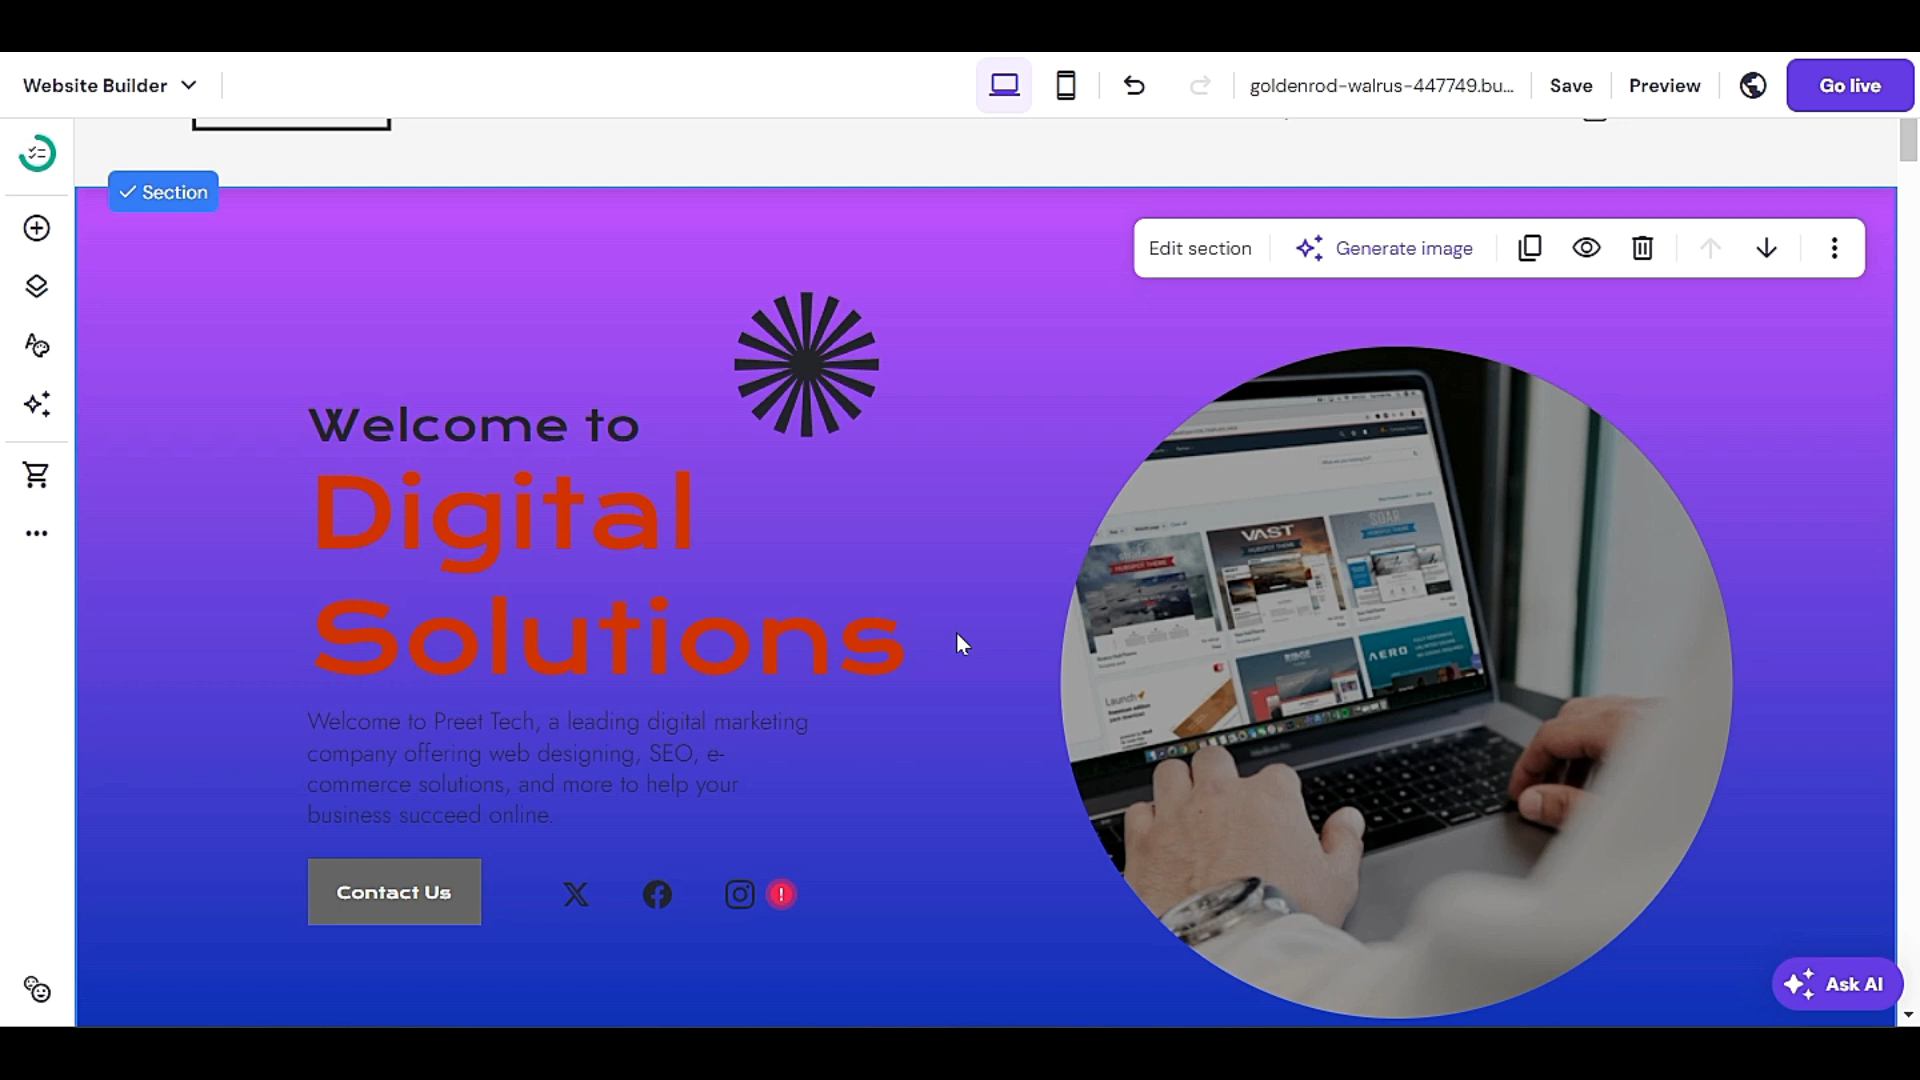 Website Builder
goldenrod-walrus-447749.bu...
Save
Preview
Go live
Section
Edit section
Generate image
Welcome to
Digital
Solutions
Welcome to Preet Tech, a leading digital marketing
company offering web designing, SEO, e-
commerce solutions, and more to help your
business succeed online.
Contact Us
VAST
SOAR
AERO
Launch
Ask AI